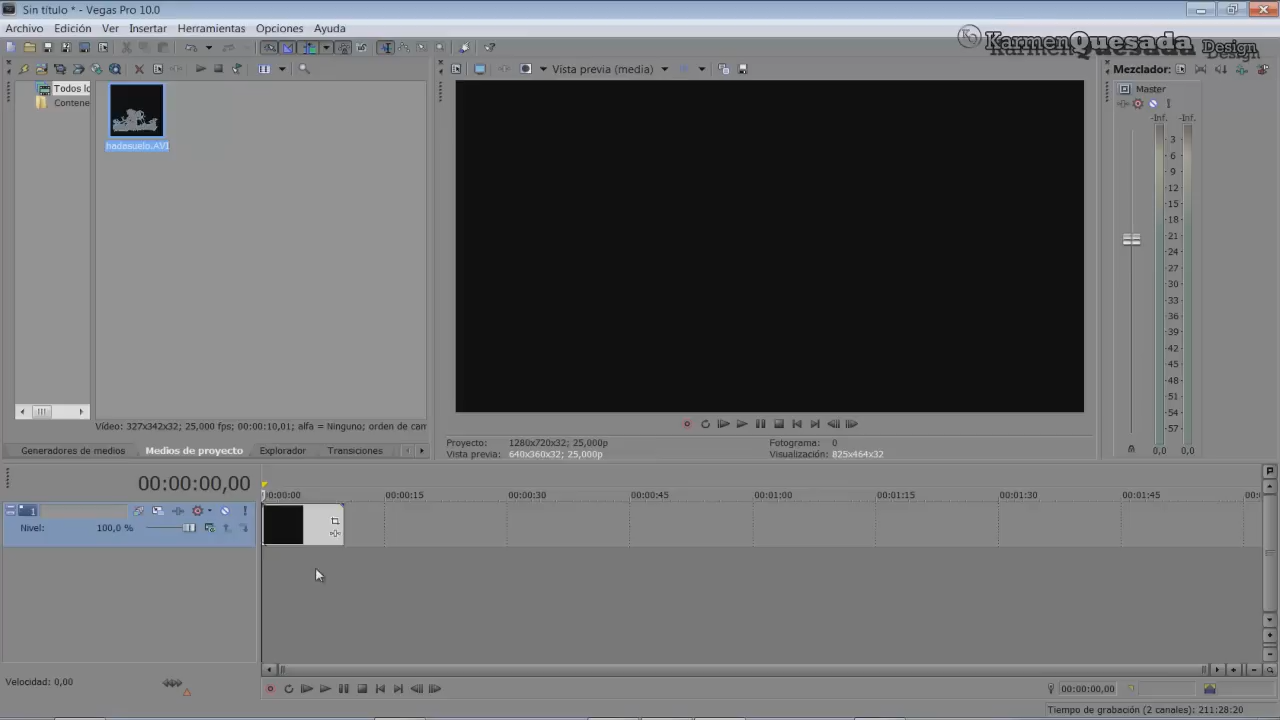 Sin título * - Vegas Pro 10.0
Archivo Edición Ver Insertar Herramientas Opciones Ayuda
KarmenQuesada Design
Todos lo
Contene
hadasuelo.AVI
Vista previa (media)
Mezclador:
Master
-Inf. -Inf.
3
6
9
12
15
18
21
24
27
30
33
36
39
42
45
48
51
54
57
0,0 0,0
Vídeo: 327x342x32; 25,000 fps; 00:00:10,01; alfa = Ninguno; orden de cam
Generadores de medios Medios de proyecto Explorador Transiciones
Proyecto: 1280x720x32; 25,000p
Vista previa: 640x360x32; 25,000p
Fotograma: 0
Visualización: 825x464x32
00:00:00,00
00:00:00 00:00:15 00:00:30 00:00:45 00:01:00 00:01:15 00:01:30 00:01:45
1
Nivel: 100,0 %
Velocidad: 0,00
00:00:00,00
Tiempo de grabación (2 canales): 211:28:20